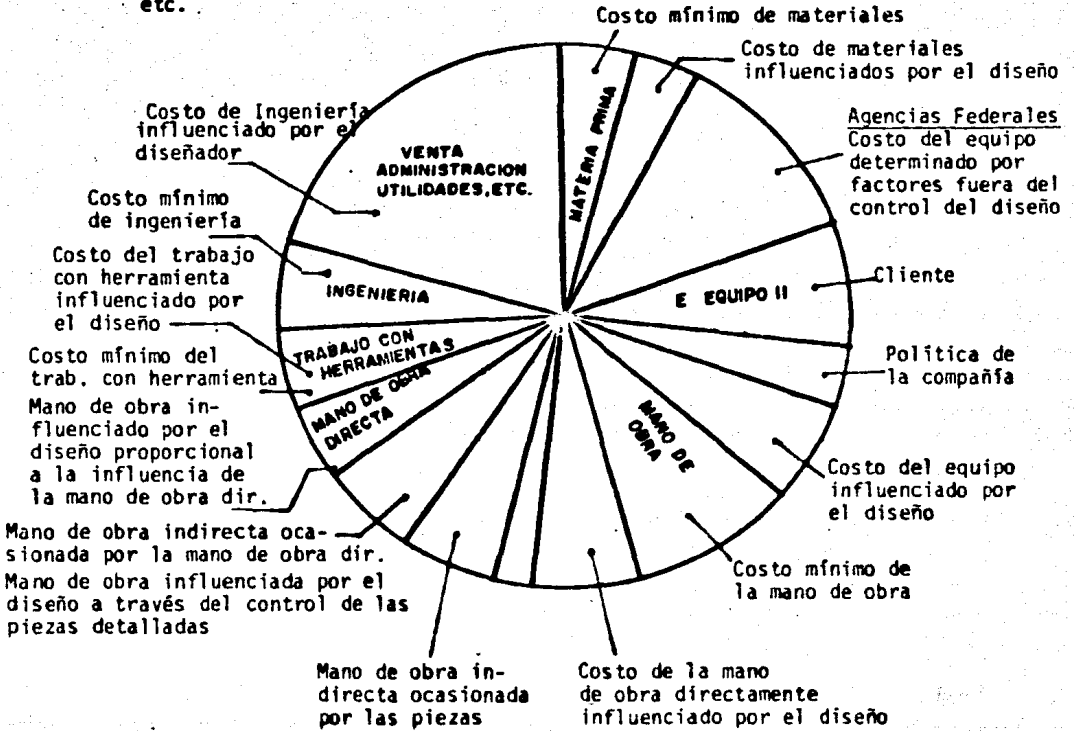 etc.
Costo mínimo de materiales
Costo de materiales
influenciados por el diseño
Agencias Federales
Costo del equipo
determinado por
factores fuera del
control del diseño
Cliente
Política de
la compañía
Costo del equipo
influenciado por
el diseño
Costo mínimo de
la mano de obra
Costo de la mano
de obra directamente
influenciado por el diseño
Mano de obra in-
directa ocasionada
por las piezas
Costo de Ingeniería
influenciado por el
diseñador
Costo mínimo
de ingeniería
Costo del trabajo
con herramienta
influenciado por
el diseño
Costo mínimo del
trab. con herramienta
Mano de obra in-
fluenciado por el
diseño proporcional
a la influencia de
la mano de obra dir.
Mano de obra indirecta oca-
sionada por la mano de obra dir.
Mano de obra influenciada por el
diseño a través del control de las
piezas detalladas
VENTA
ADMINISTRACION
UTILIDADES, ETC.
MATERIA PRIMA
E EQUIPO II
MANO DE
OBRA
INGENIERIA
TRABAJO CON
HERRAMIENTAS
MANO DE OBRA
DIRECTA